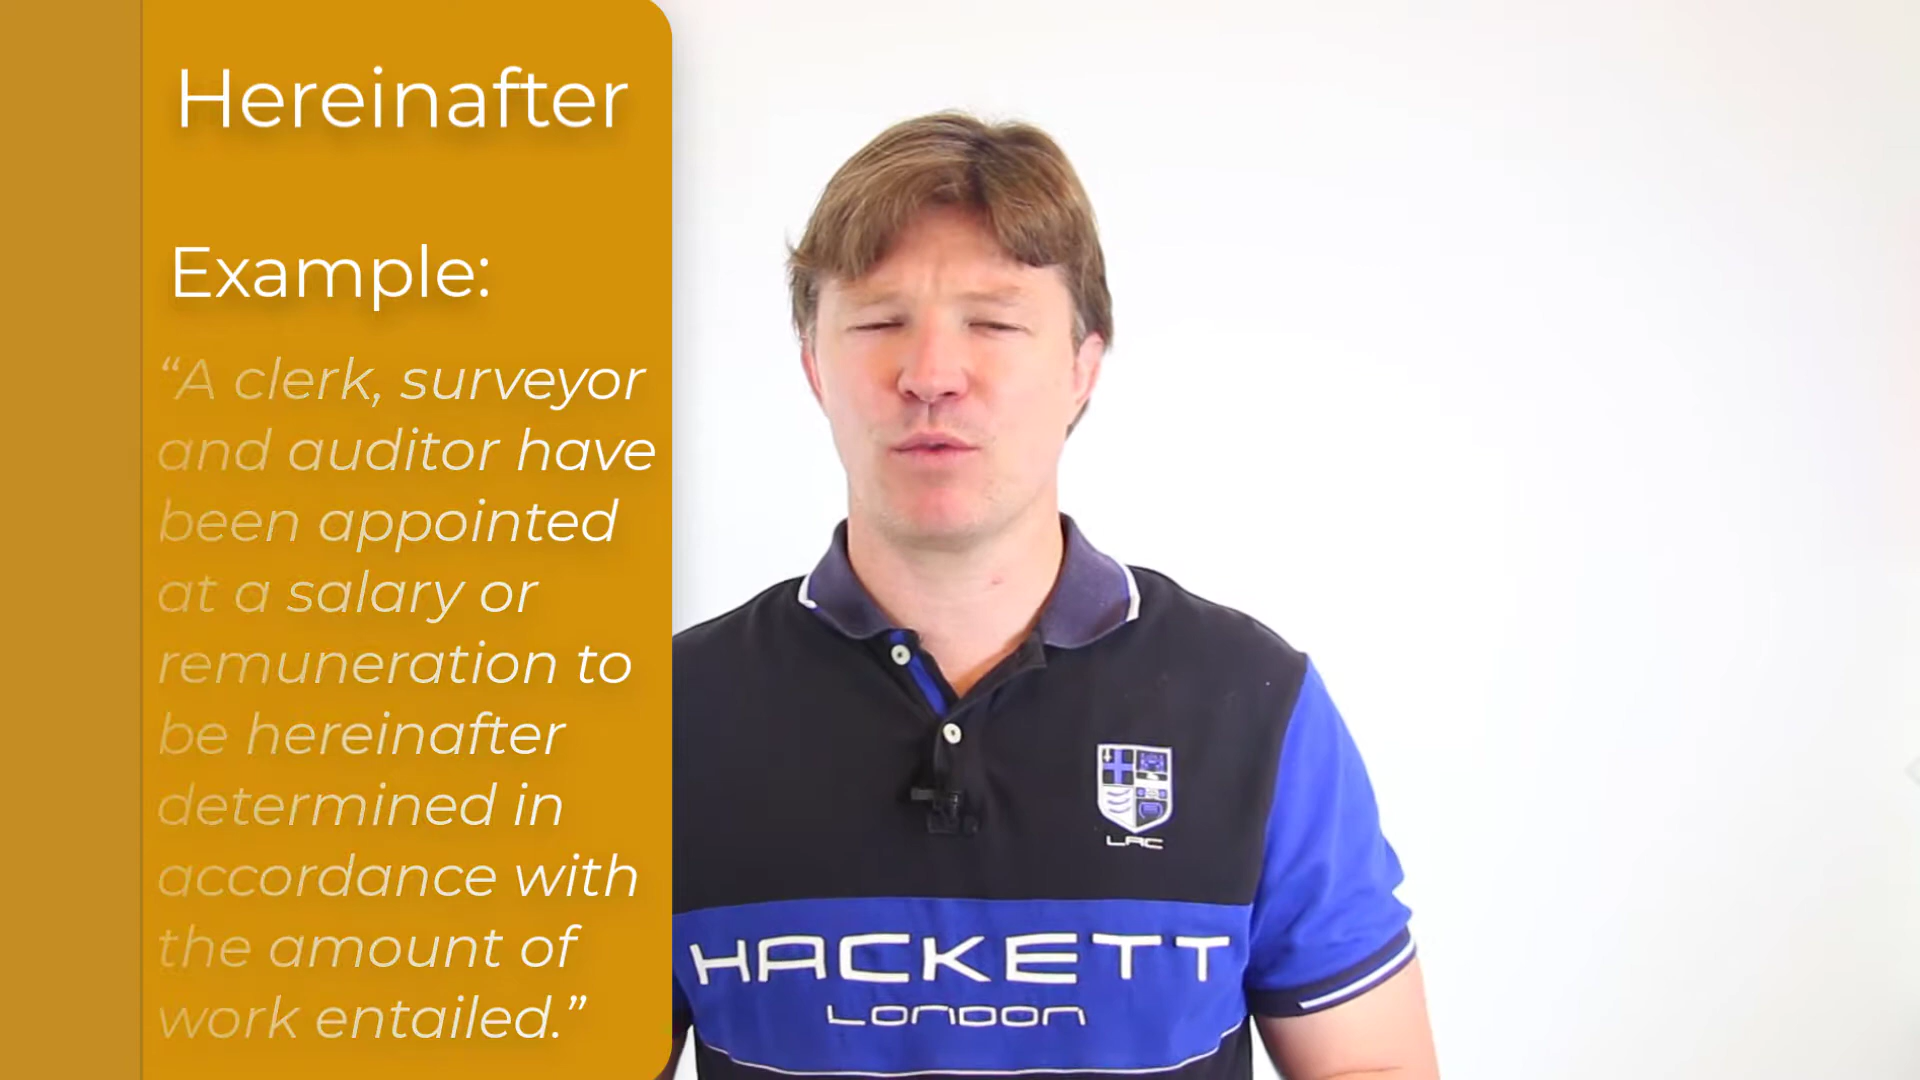 Hereinafter
Example:
“A clerk, surveyor
and auditor have
been appointed
at a salary or
remuneration to
be hereinafter
determined in
accordance with
the amount of
work entailed.”
LAC
HACKETT
LONDON